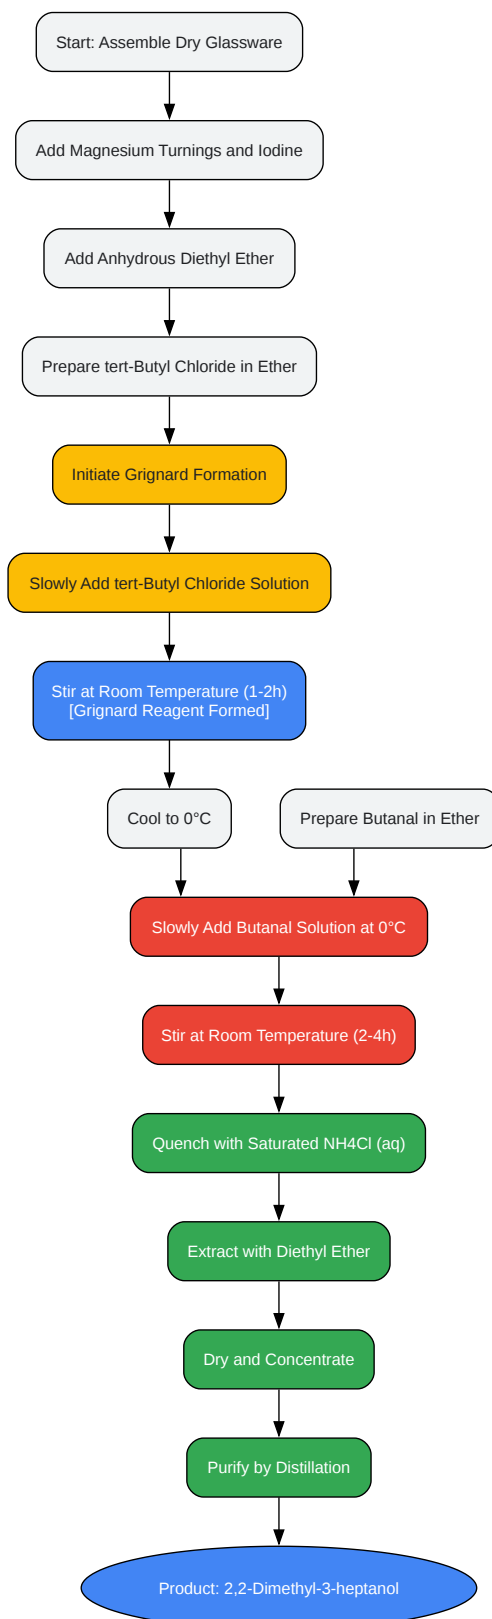 Start: Assemble Dry Glassware
Add Magnesium Turnings and Iodine
Add Anhydrous Diethyl Ether
Prepare tert-Butyl Chloride in Ether
Initiate Grignard Formation
Slowly Add tert-Butyl Chloride Solution
Stir at Room Temperature (1-2h)
[Grignard Reagent Formed]
Cool to 0°C
Prepare Butanal in Ether
Slowly Add Butanal Solution at 0°C
Stir at Room Temperature (2-4h)
Quench with Saturated NH4Cl (aq)
Extract with Diethyl Ether
Dry and Concentrate
Purify by Distillation
Product: 2,2-Dimethyl-3-heptanol